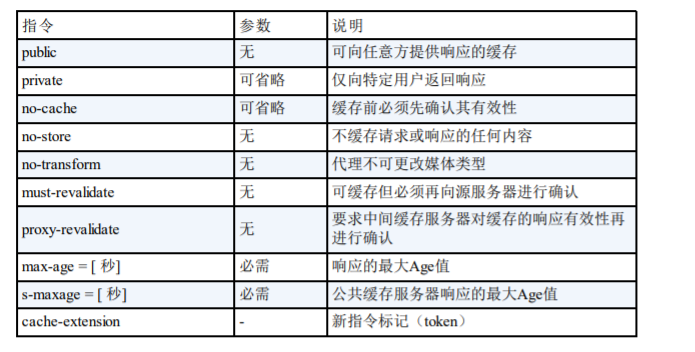 指令 参数 说明
public 无 可向任意方提供响应的缓存
private 可省略 仅向特定用户返回响应
no-cache 可省略 缓存前必须先确认其有效性
no-store 无 不缓存请求或响应的任何内容
no-transform 无 代理不可更改媒体类型
must-revalidate 无 可缓存但必须再向源服务器进行确认
proxy-revalidate 无 要求中间缓存服务器对缓存的响应有效性再
进行确认
max-age = [ 秒] 必需 响应的最大Age值
s-maxage = [ 秒] 必需 公共缓存服务器响应的最大Age值
cache-extension - 新指令标记（token）